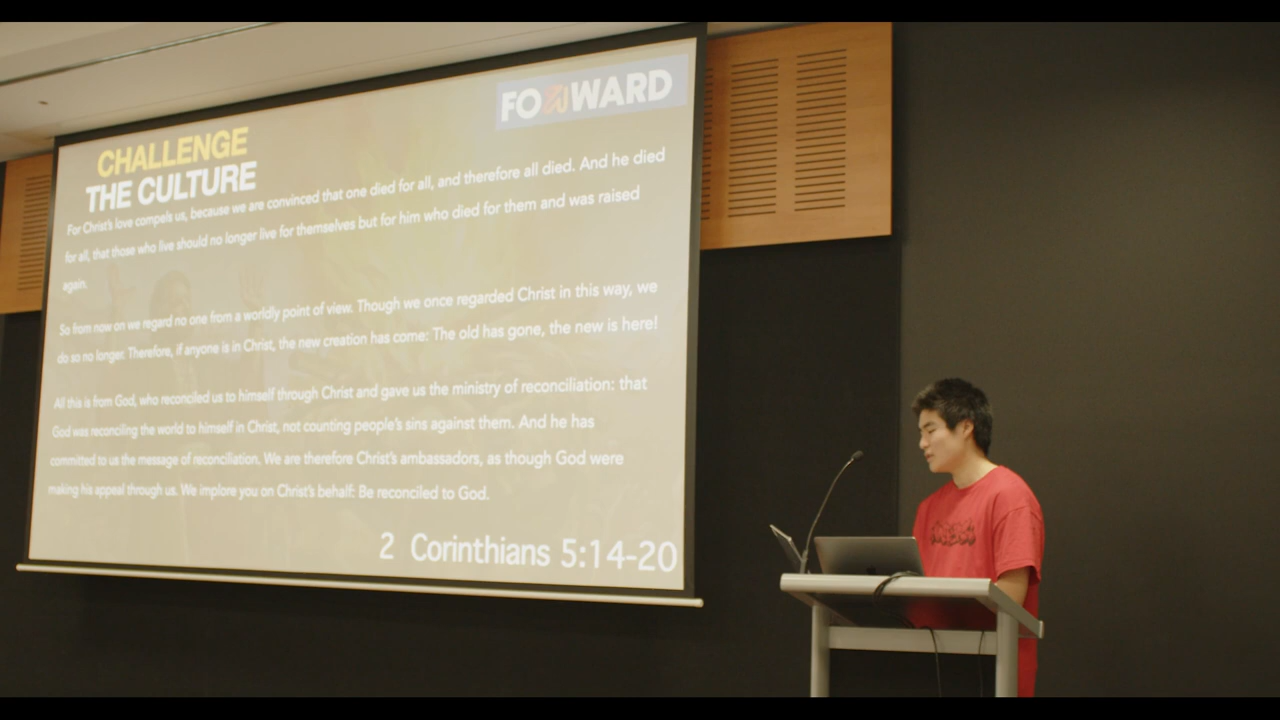 FORWARD
CHALLENGE
THE CULTURE
For Christ's love compels us, because we are convinced that one died for all, and therefore all died. And he died
for all, that those who live should no longer live for themselves but for him who died for them and was raised
again.
So from now on we regard no one from a worldly point of view. Though we once regarded Christ in this way, we
do so no longer. Therefore, if anyone is in Christ, the new creation has come: The old has gone, the new is here!
All this is from God, who reconciled us to himself through Christ and gave us the ministry of reconciliation: that
God was reconciling the world to himself in Christ, not counting people's sins against them. And he has
committed to us the message of reconciliation. We are therefore Christ's ambassadors, as though God were
making his appeal through us. We implore you on Christ's behalf: Be reconciled to God.
2 Corinthians 5:14-20